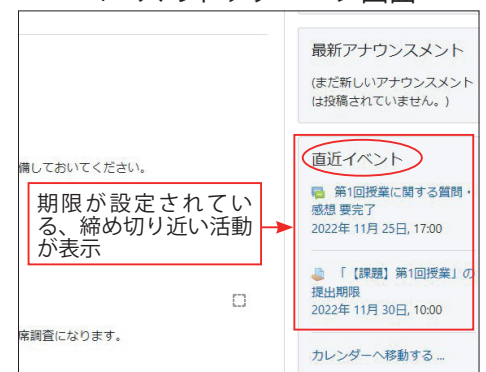 最新アナウンスメント
(まだ新しいアナウンスメント
は投稿されていません。)
直近イベント
備しておいてください。
第1回授業に関する質問・
感想 要完了
2022年 11月 25日, 17:00
期限が設定されてい
る、締め切り近い活動
が表示
「【課題】第1回授業」の
提出期限
2022年 11月 30日, 10:00
席調査になります。
カレンダーへ移動する ...